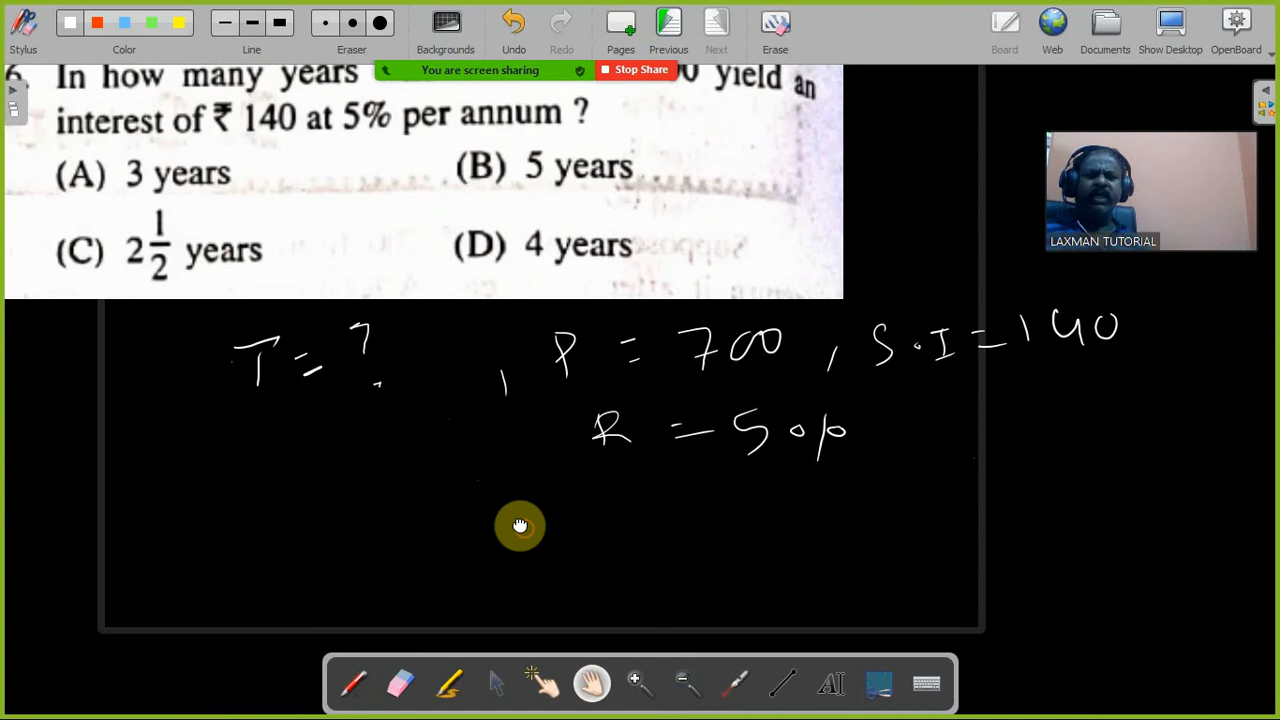 Stylus Color Line Eraser Backgrounds Undo Redo Pages Previous Next Erase Board Web Documents Show Desktop OpenBoard
You are screen sharing Stop Share
6. In how many years 00 yield an
interest of ₹ 140 at 5% per annum ?
(A) 3 years (B) 5 years
(C) 2 1/2 years (D) 4 years
LAXMAN TUTORIAL
T = ? , P = 700 , S.I = 140
R = 5 %